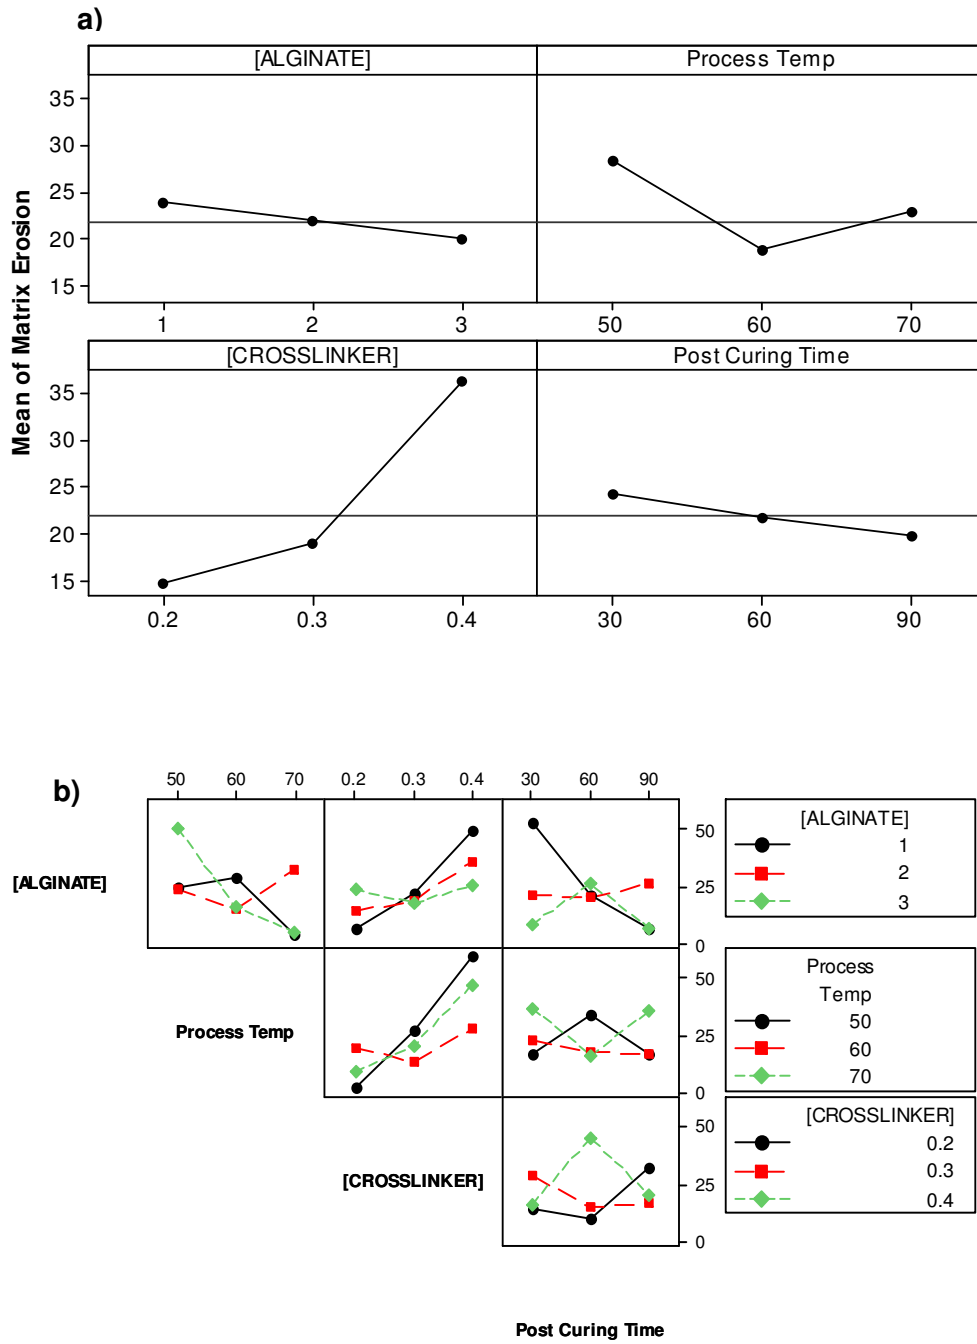 a)
[ALGINATE] Process Temp
35
30
25
20
15
1 2 3 50 60 70
[CROSSLINKER] Post Curing Time
35
30
25
20
15
0.2 0.3 0.4 30 60 90
Mean of Matrix Erosion
b)
50 60 70 0.2 0.3 0.4 30 60 90
[ALGINATE]
50
25
0
[ALGINATE]
1
2
3
Process Temp
50
25
0
Process
Temp
50
60
70
[CROSSLINKER]
50
25
0
[CROSSLINKER]
0.2
0.3
0.4
Post Curing Time